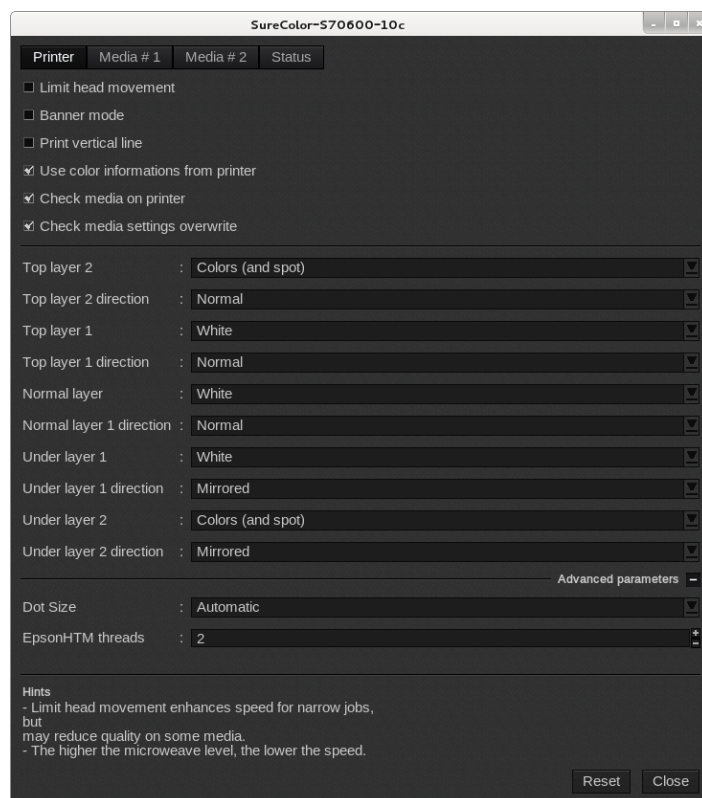 SureColor-S70600-10c
Printer Media # 1 Media # 2 Status
Limit head movement
Banner mode
Print vertical line
Use color informations from printer
Check media on printer
Check media settings overwrite
Top layer 2 : Colors (and spot)
Top layer 2 direction : Normal
Top layer 1 : White
Top layer 1 direction : Normal
Normal layer : White
Normal layer 1 direction : Normal
Under layer 1 : White
Under layer 1 direction : Mirrored
Under layer 2 : Colors (and spot)
Under layer 2 direction : Mirrored
Advanced parameters
Dot Size : Automatic
EpsonHTM threads : 2
Hints
- Limit head movement enhances speed for narrow jobs,
but
may reduce quality on some media.
- The higher the microweave level, the lower the speed.
Reset Close